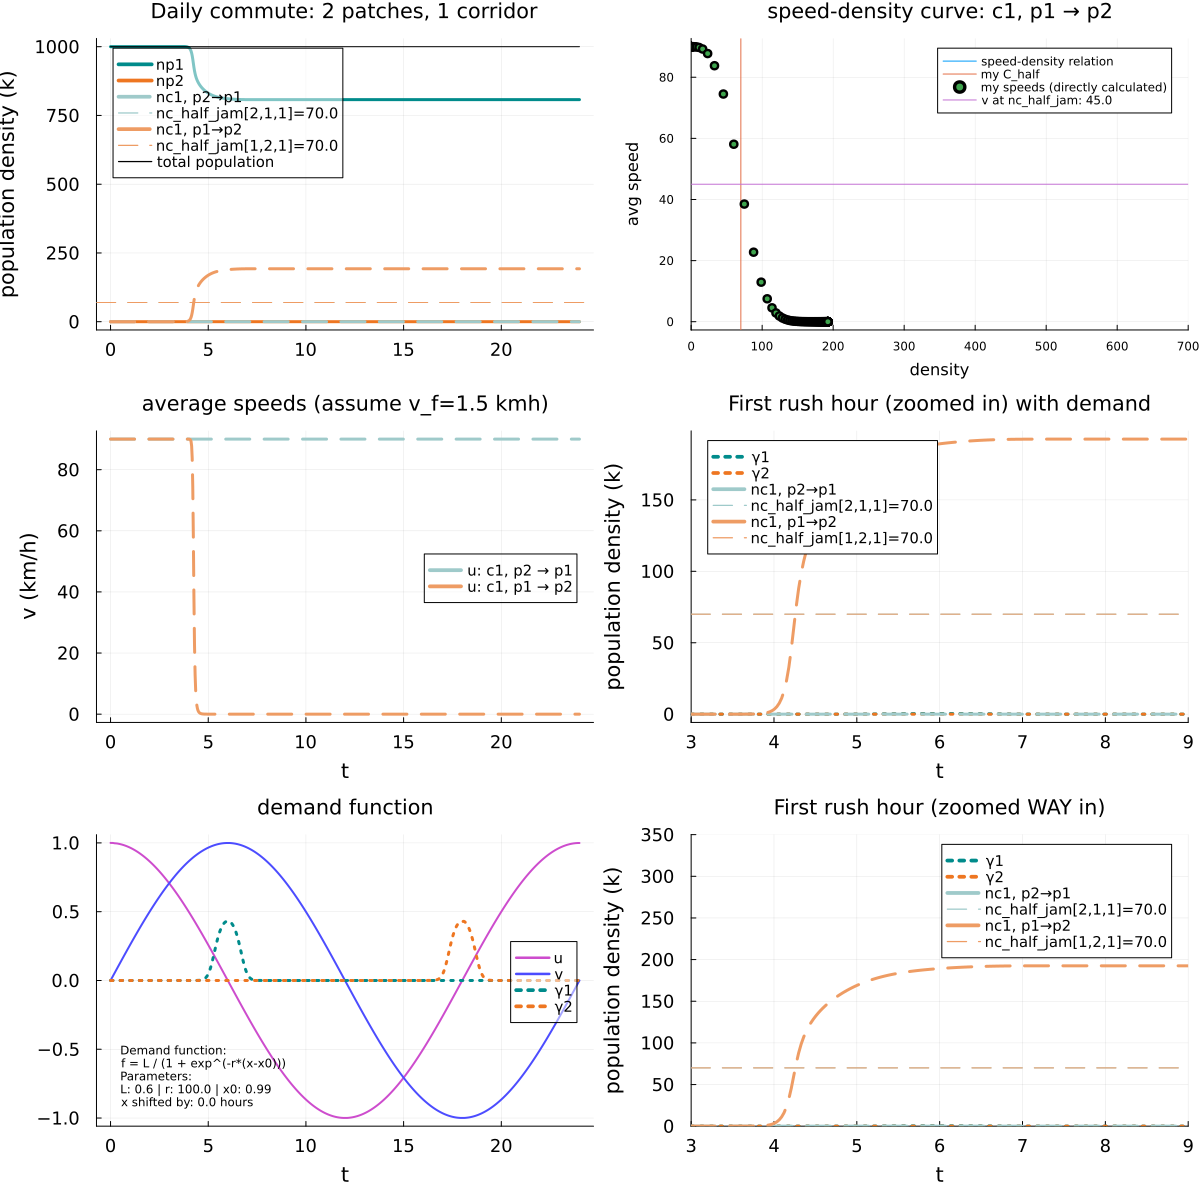 Daily commute: 2 patches, 1 corridor
population density (k)
1000
750
500
250
0
np1
np2
nc1, p2→p1
nc_half_jam[2,1,1]=70.0
nc1, p1→p2
nc_half_jam[1,2,1]=70.0
total population
0 5 10 15 20
speed-density curve: c1, p1 → p2
avg speed
80
60
40
20
0
speed-density relation
my C_half
my speeds (directly calculated)
v at nc_half_jam: 45.0
0 100 200 300 400 500 600 700
density
average speeds (assume v_f=1.5 kmh)
v (km/h)
80
60
40
20
0
u: c1, p2 → p1
u: c1, p1 → p2
0 5 10 15 20
t
First rush hour (zoomed in) with demand
population density (k)
150
100
50
0
γ1
γ2
nc1, p2→p1
nc_half_jam[2,1,1]=70.0
nc1, p1→p2
nc_half_jam[1,2,1]=70.0
3 4 5 6 7 8 9
t
demand function
1.0
0.5
0.0
−0.5
−1.0
u
v
γ1
γ2
Demand function:
f = L / (1 + exp^(-r*(x-x0)))
Parameters:
L: 0.6 | r: 100.0 | x0: 0.99
x shifted by: 0.0 hours
0 5 10 15 20
t
First rush hour (zoomed WAY in)
population density (k)
350
300
250
200
150
100
50
0
γ1
γ2
nc1, p2→p1
nc_half_jam[2,1,1]=70.0
nc1, p1→p2
nc_half_jam[1,2,1]=70.0
3 4 5 6 7 8 9
t